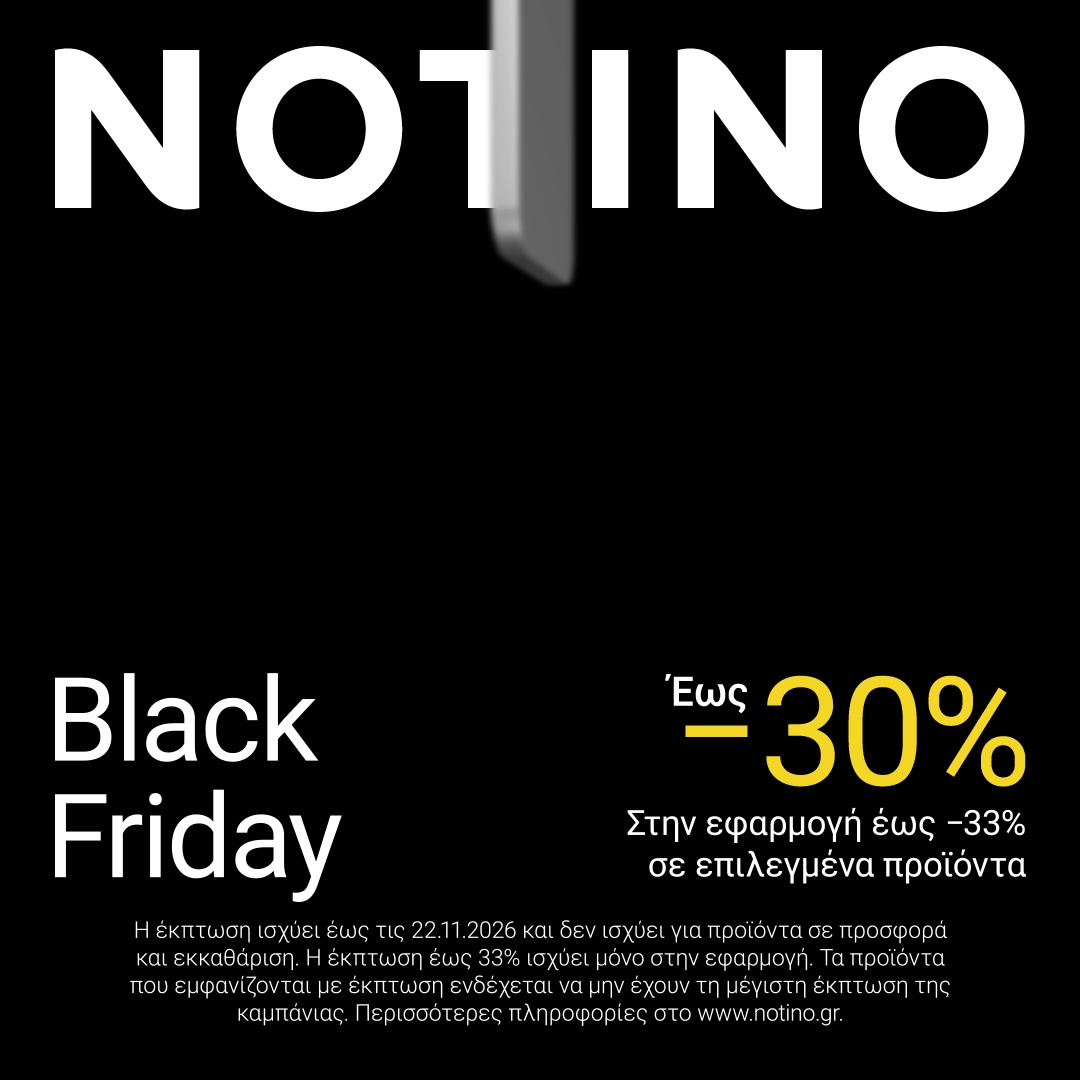 NOTINO
Black
Friday
Έως
−30%
Στην εφαρμογή έως −33%
σε επιλεγμένα προϊόντα
Η έκπτωση ισχύει έως τις 22.11.2026 και δεν ισχύει για προϊόντα σε προσφορά
και εκκαθάριση. Η έκπτωση έως 33% ισχύει μόνο στην εφαρμογή. Τα προϊόντα
που εμφανίζονται με έκπτωση ενδέχεται να μην έχουν τη μέγιστη έκπτωση της
καμπάνιας. Περισσότερες πληροφορίες στο www.notino.gr.